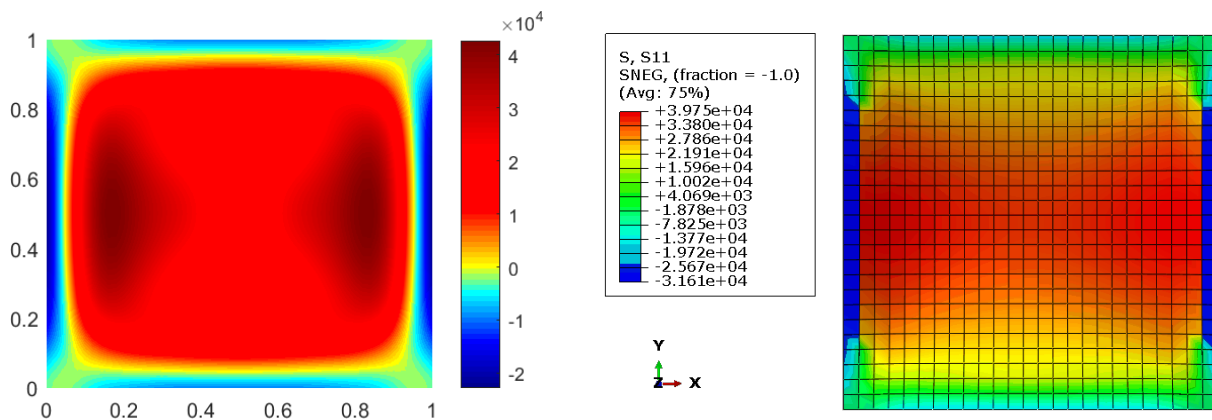 ×10⁴
1
0.8
0.6
0.4
0.2
0
0
0.2
0.4
0.6
0.8
1
4
3
2
1
0
-1
-2
S, S11
SNEG, (fraction = -1.0)
(Avg: 75%)
+3.975e+04
+3.380e+04
+2.786e+04
+2.191e+04
+1.596e+04
+1.002e+04
+4.069e+03
-1.878e+03
-7.825e+03
-1.377e+04
-1.972e+04
-2.567e+04
-3.161e+04
Y
Z X